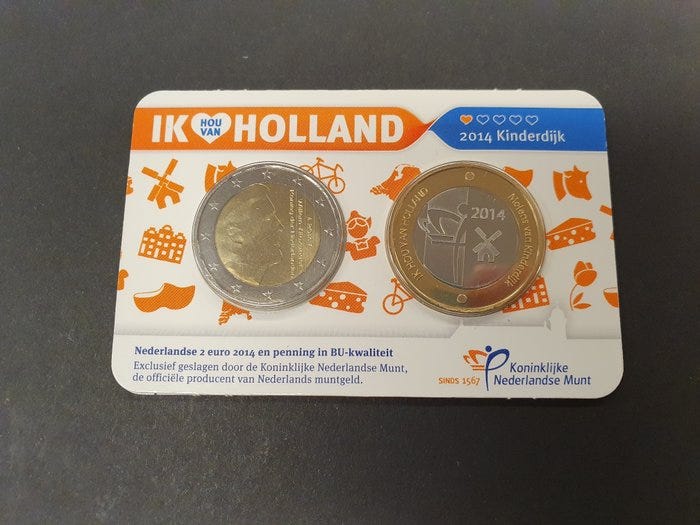 IK HOU VAN HOLLAND
2014 Kinderdijk
IK HOU VAN HOLLAND
2014
Molens van Kinderdijk
Nederlandse 2 euro 2014 en penning in BU-kwaliteit
Exclusief geslagen door de Koninklijke Nederlandse Munt,
de officiële producent van Nederlands muntgeld.
SINDS 1567
Koninklijke
Nederlandse Munt